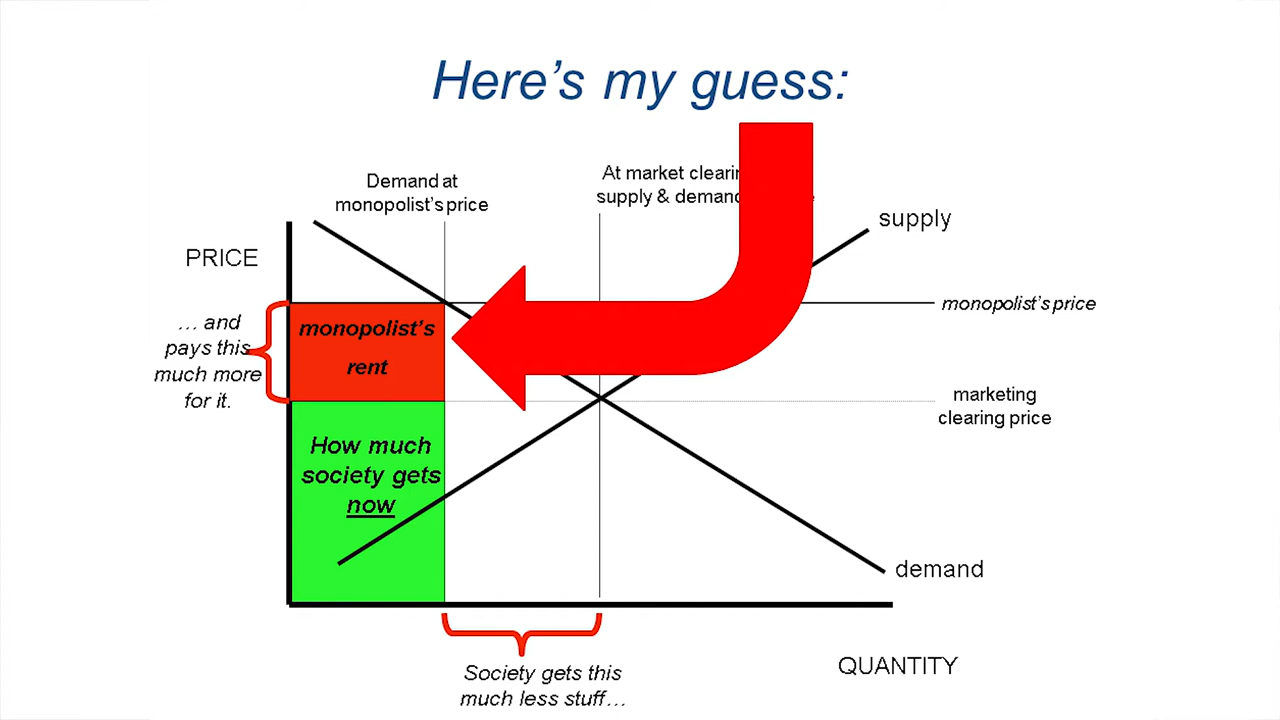 Here's my guess:
Demand at
monopolist's price
At market clearin
supply & demand
supply
PRICE
monopolist's price
… and
pays this
much more
for it.
monopolist's
rent
marketing
clearing price
How much
society gets
now
demand
QUANTITY
Society gets this
much less stuff…